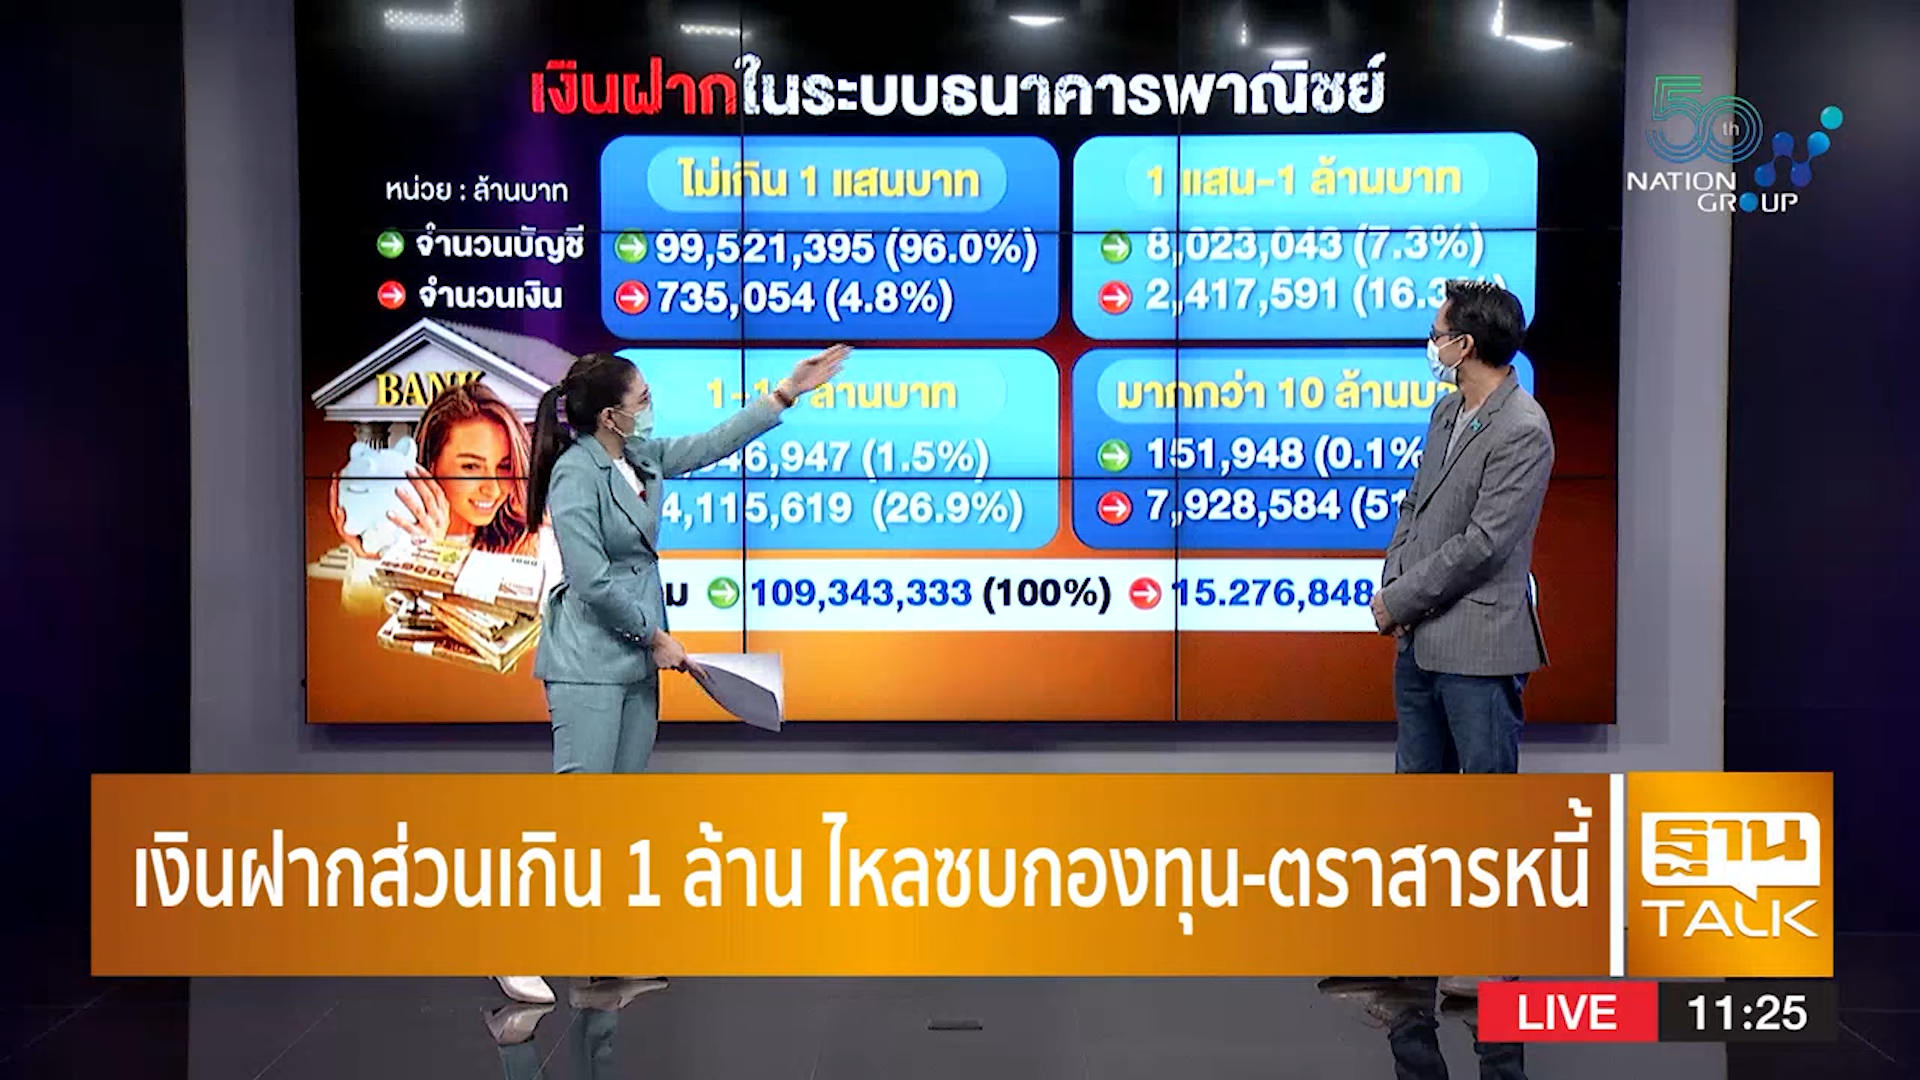 เงินฝากในระบบธนาคารพาณิชย์
50th
NATION
GROUP
หน่วย : ล้านบาท
จำนวนบัญชี
จำนวนเงิน
ไม่เกิน 1 แสนบาท
99,521,395 (96.0%)
735,054 (4.8%)
1 แสน-1 ล้านบาท
8,023,043 (7.3%)
2,417,591
BANK
ล้านบาท
(1.5%)
4,115,619 (26.9%)
มากกว่า 10
151,948 (0.1%
7,928,584
109,343,333 (100%)
15.276,848
เงินฝากส่วนเกิน 1 ล้าน ไหลซบกองทุน-ตราสารหนี้
ฐาน
TALK
LIVE 11:25